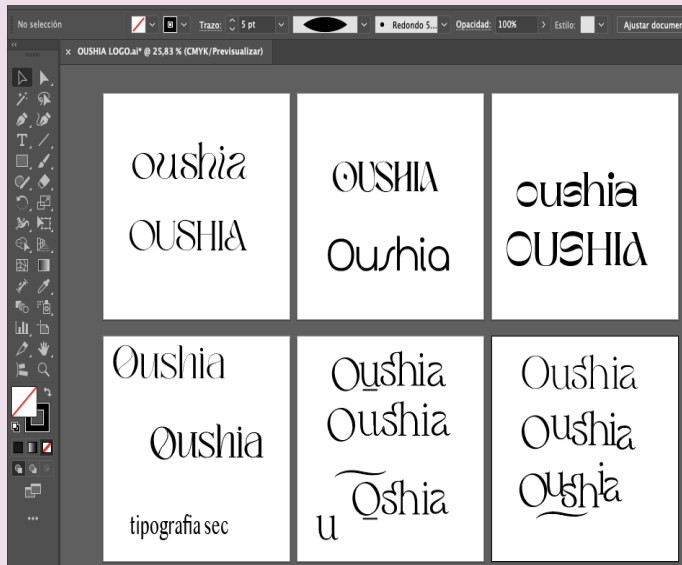 No selección
Trazo: 5 pt
Redondo S...
Opacidad: 100%
Estilo:
Ajustar documen
× OUSHIA LOGO.ai* @ 25,83 % (CMYK/Previsualizar)
oushia
OUSHIA
OUSHIA
Oushia
oushia
OUSHIA
Oushia
Oushia
tipografia sec
Oushia
Oushia
Oshia
u
Oushia
Oushia
Oushia